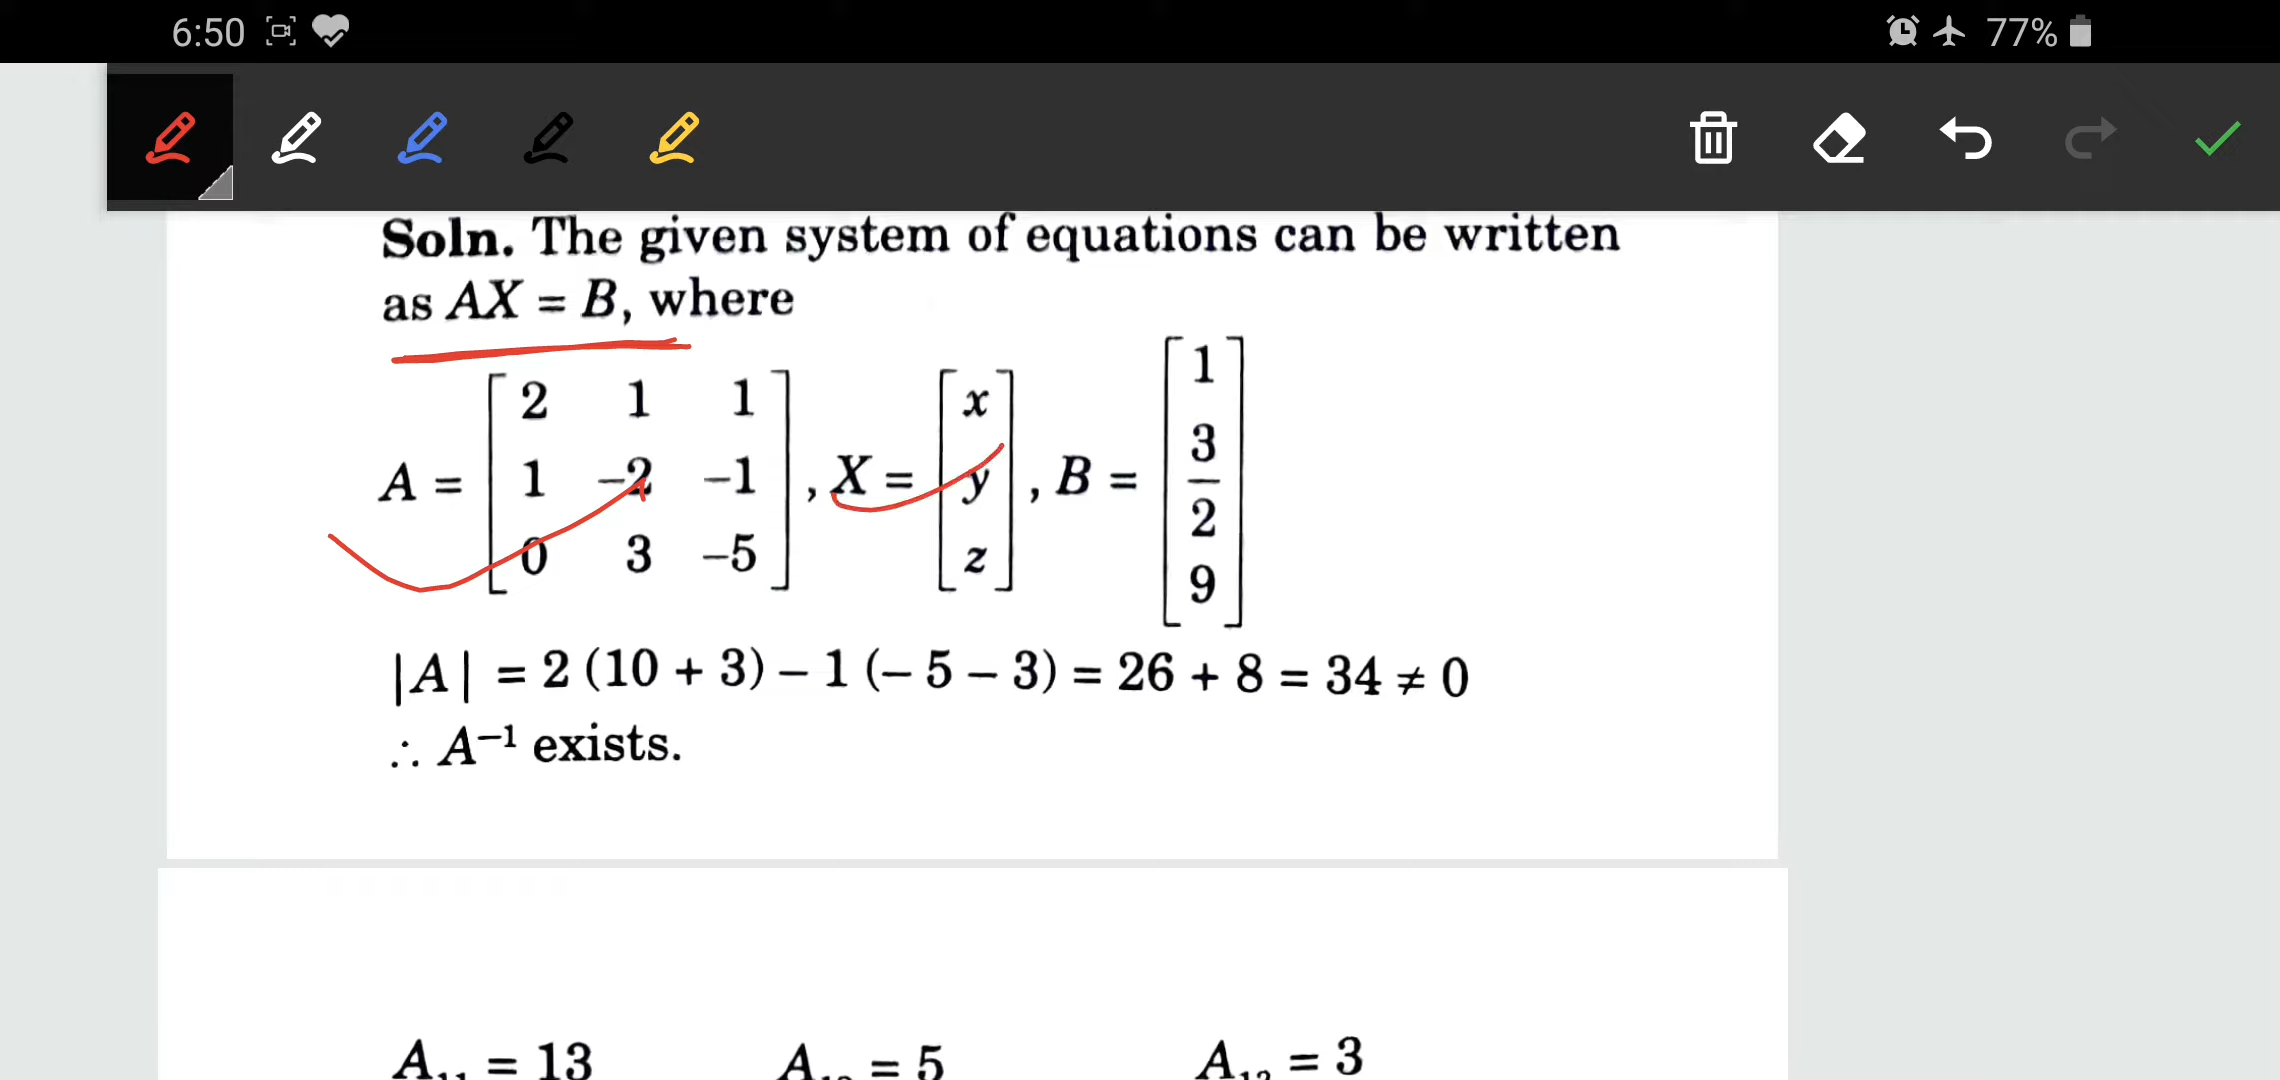 6:50 77%
Soln. The given system of equations can be written
as AX = B, where
A = [2 1 1; 1 –2 –1; 0 3 –5], X = [x; y; z], B = [1; 3/2; 9]
|A| = 2 (10 + 3) – 1 (– 5 – 3) = 26 + 8 = 34 ≠ 0
∴ A⁻¹ exists.
A₁₁ = 13 A₁₂ = 5 A₁₃ = 3